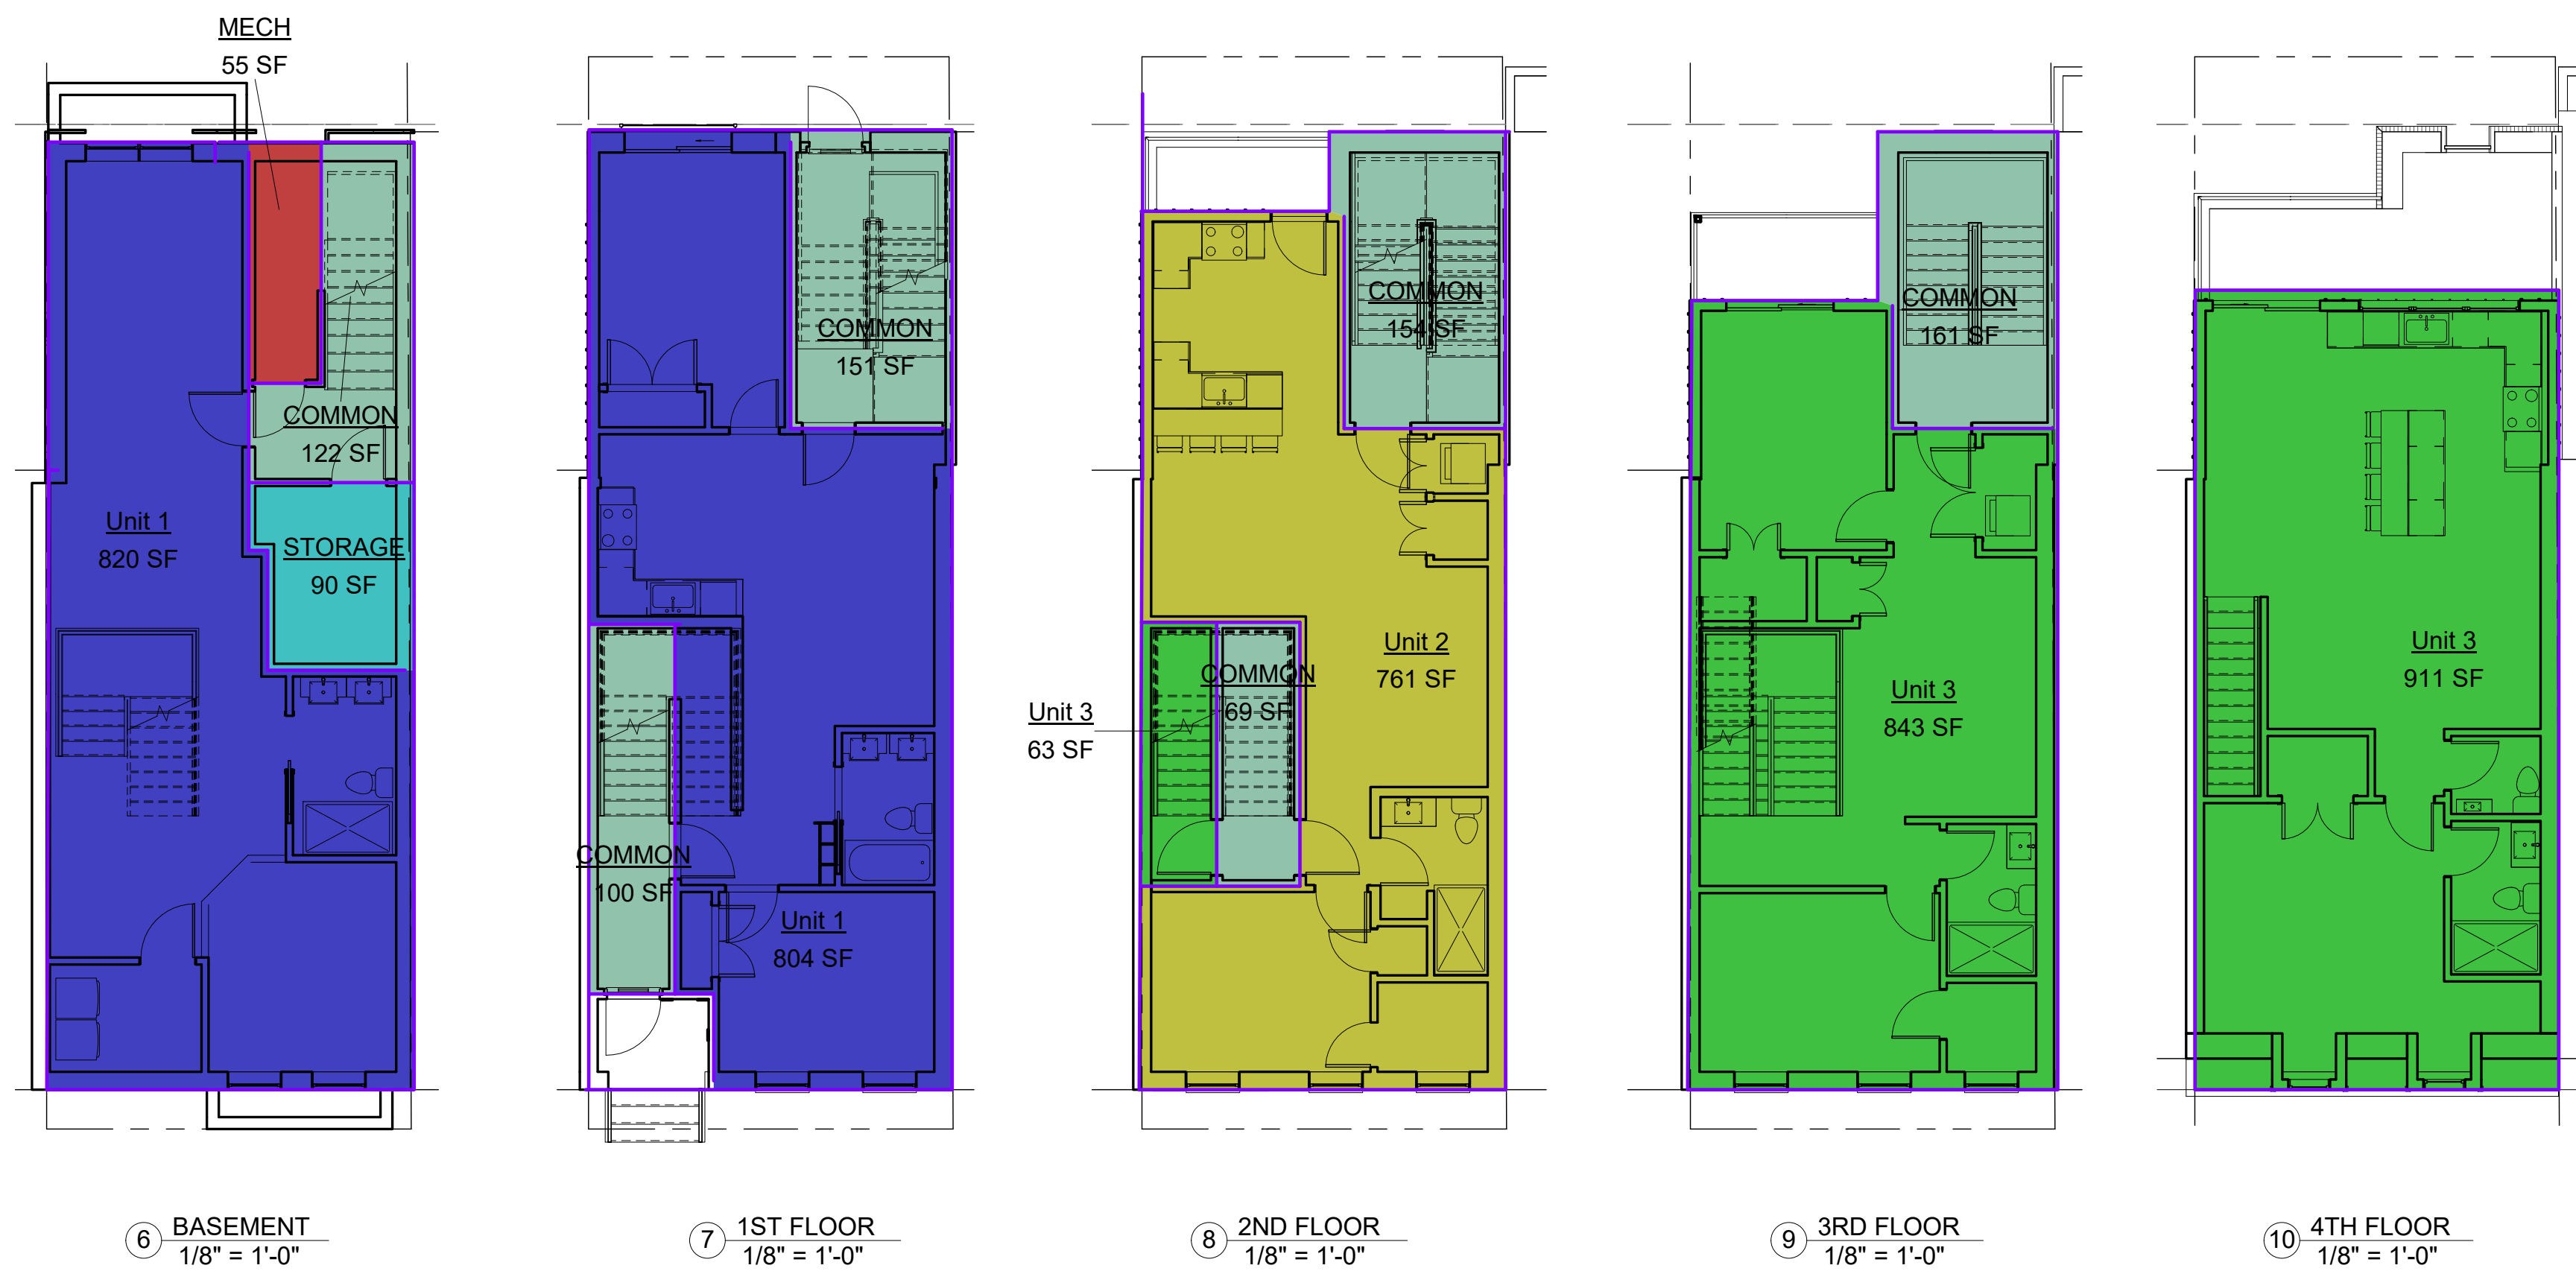 MECH
55 SF
COMMON
122 SF
Unit 1
820 SF
STORAGE
90 SF
COMMON
151 SF
COMMON
100 SF
Unit 1
804 SF
COMMON
154 SF
Unit 2
761 SF
COMMON
69 SF
Unit 3
63 SF
COMMON
161 SF
Unit 3
843 SF
Unit 3
911 SF
6 BASEMENT
1/8" = 1'-0"
7 1ST FLOOR
1/8" = 1'-0"
8 2ND FLOOR
1/8" = 1'-0"
9 3RD FLOOR
1/8" = 1'-0"
10 4TH FLOOR
1/8" = 1'-0"